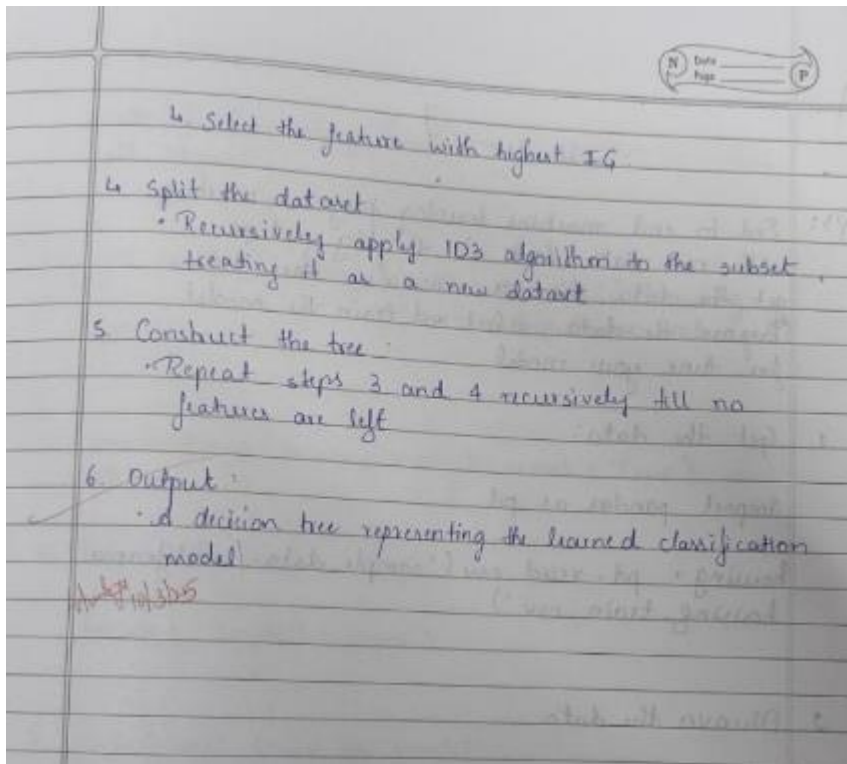 N Date
Page P
↳ Select the feature with highest IG
4 Split the dataset
• Recursively apply ID3 algorithm to the subset
treating it as a new dataset
5 Construct the tree :
• Repeat steps 3 and 4 recursively till no
features are left
6. Output :
• A decision tree representing the learned classification
model